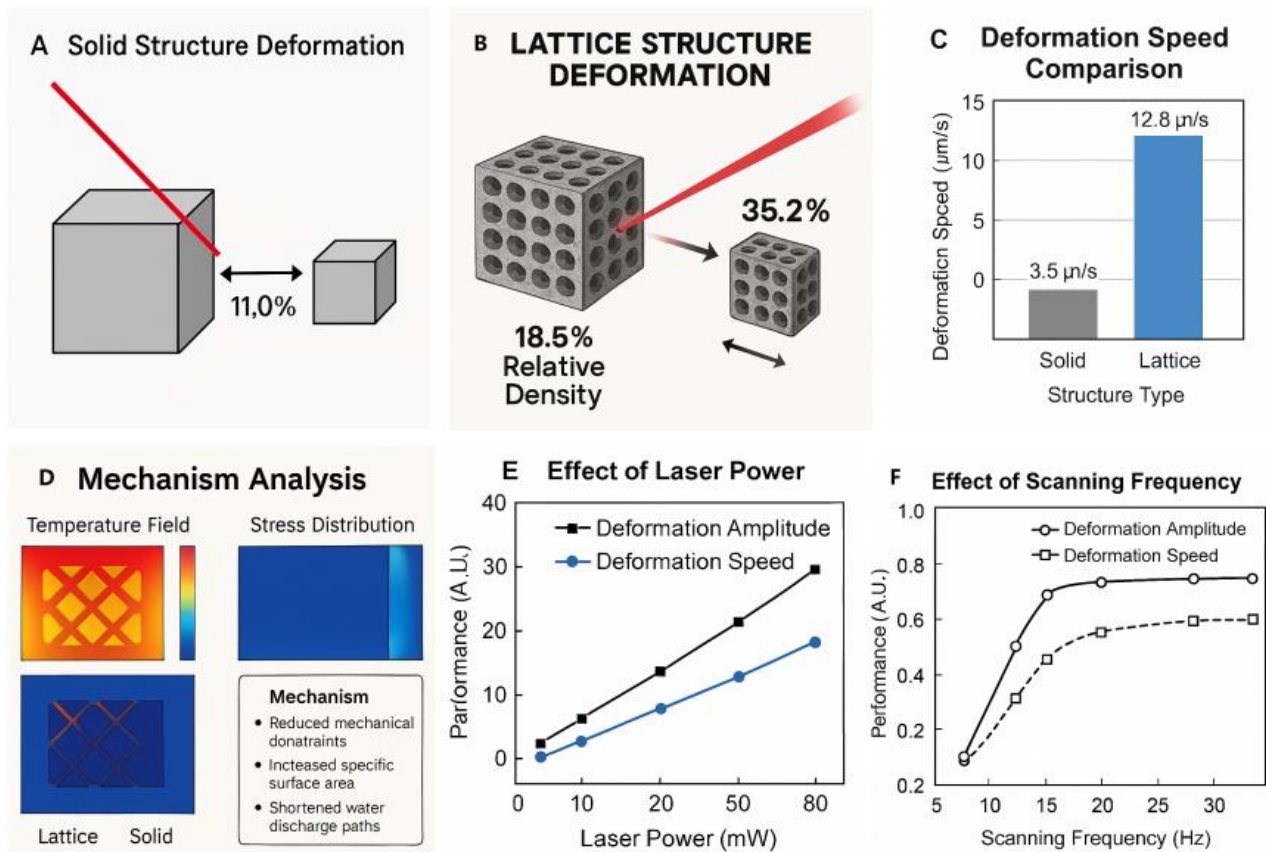 A Solid Structure Deformation
11,0%
B LATTICE STRUCTURE
DEFORMATION
35.2%
18.5%
Relative
Density
C Deformation Speed
Comparison
Deformatien Spced (μm/s)
15
12.8 μn/s
10
5
3.5 μn/s
0
Solid Lattice
Structure Type
D Mechanism Analysis
Temperature Field
Stress Distribution
Mechanism
• Reduced mechanical
donatraints
• Incteased specific
surface area
• Shortened water
discharge paths
Lattice Solid
E Effect of Laser Power
Parformance (A.U.)
40
Deformation Amplitude
Deformation Speed
30
20
10
0
0 10 20 50 80
Laser Power (mW)
F Effect of Scanning Frequency
Performance (A.U.)
1.0
Deformation Amplitude
Deformation Speed
0.8
0.6
0.4
0.2
0.2
5 10 15 20 25 30
Scanning Frequency (Hz)